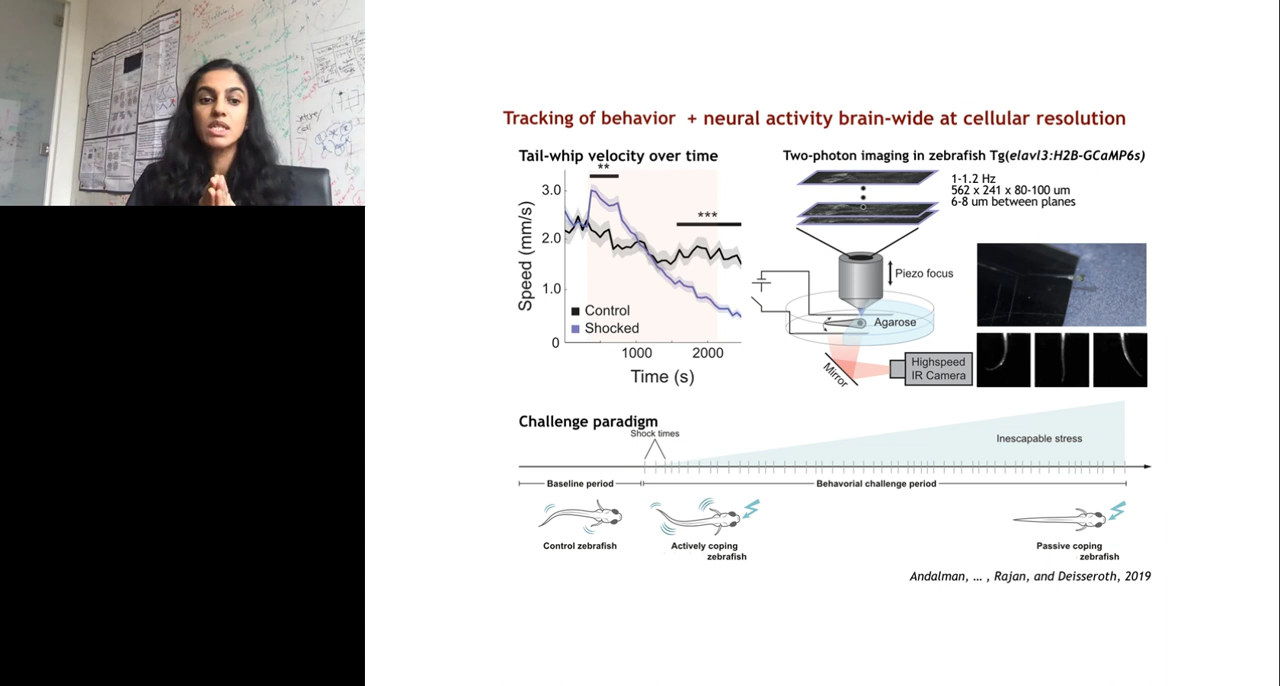 Tracking of behavior + neural activity brain-wide at cellular resolution
Tail-whip velocity over time
**
***
3.0
2.0
1.0
0
Speed (mm/s)
Control
Shocked
1000
2000
Time (s)
Two-photon imaging in zebrafish Tg(elavl3:H2B-GCaMP6s)
1-1.2 Hz
562 x 241 x 80-100 um
6-8 um between planes
Piezo focus
Agarose
Mirror
Highspeed
IR Camera
Challenge paradigm
Shock times
Inescapable stress
Baseline period
Behavorial challenge period
Control zebrafish
Actively coping
zebrafish
Passive coping
zebrafish
Andalman, ... , Rajan, and Deisseroth, 2019